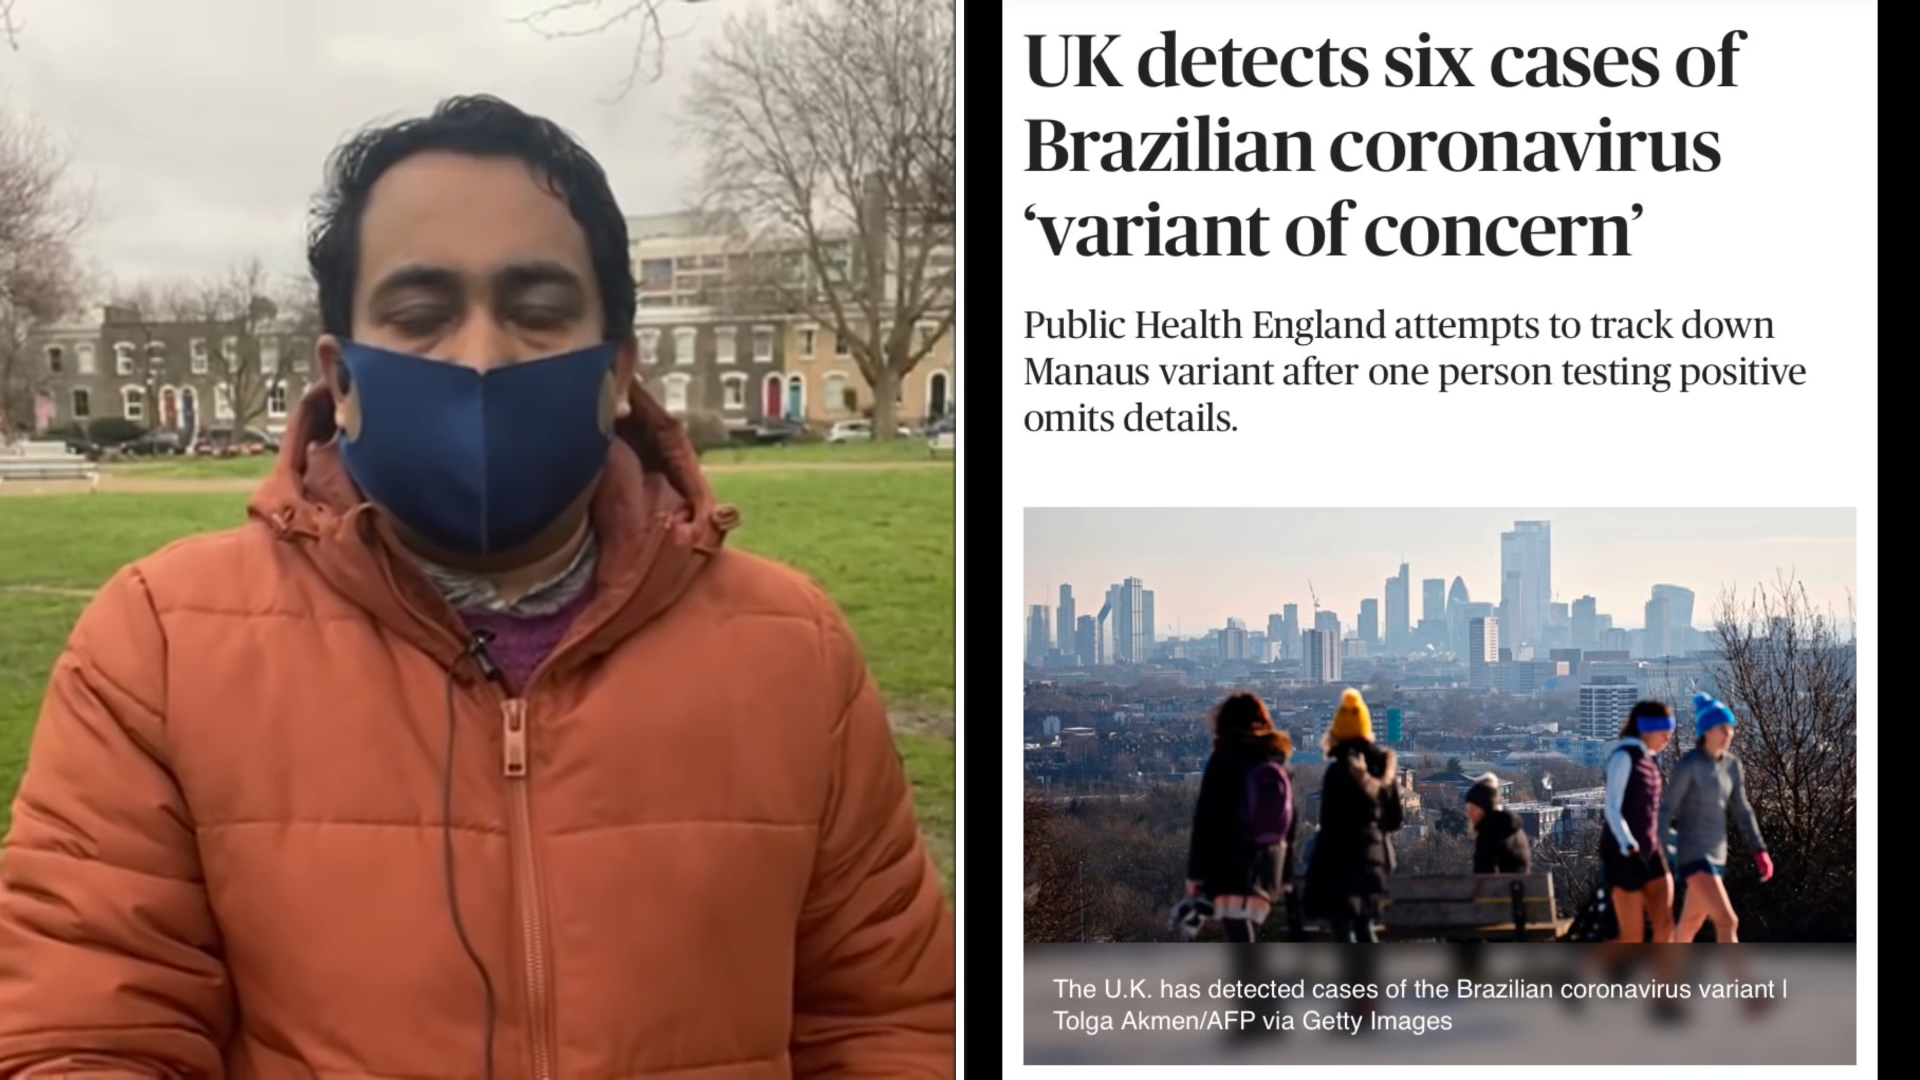 UK detects six cases of
Brazilian coronavirus
‘variant of concern’
Public Health England attempts to track down
Manaus variant after one person testing positive
omits details.
The U.K. has detected cases of the Brazilian coronavirus variant |
Tolga Akmen/AFP via Getty Images